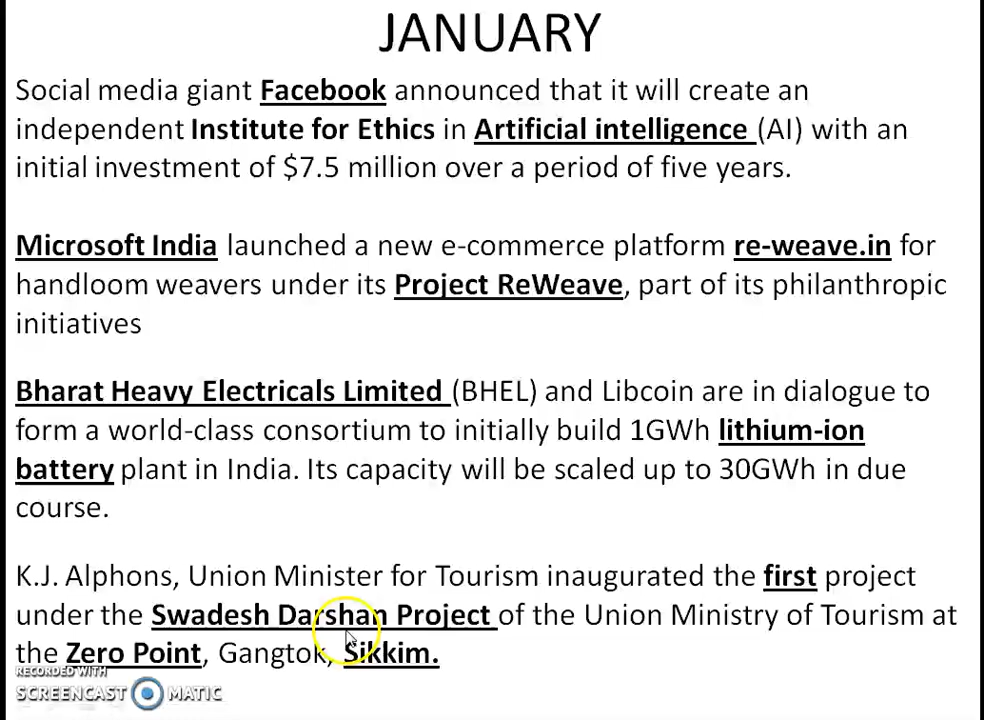 JANUARY
Social media giant Facebook announced that it will create an
independent Institute for Ethics in Artificial intelligence (AI) with an
initial investment of $7.5 million over a period of five years.
Microsoft India launched a new e-commerce platform re-weave.in for
handloom weavers under its Project ReWeave, part of its philanthropic
initiatives
Bharat Heavy Electricals Limited (BHEL) and Libcoin are in dialogue to
form a world-class consortium to initially build 1GWh lithium-ion
battery plant in India. Its capacity will be scaled up to 30GWh in due
course.
K.J. Alphons, Union Minister for Tourism inaugurated the first project
under the Swadesh Darshan Project of the Union Ministry of Tourism at
the Zero Point, Gangtok, Sikkim.
RECORDED WITH
SCREENCAST MATIC